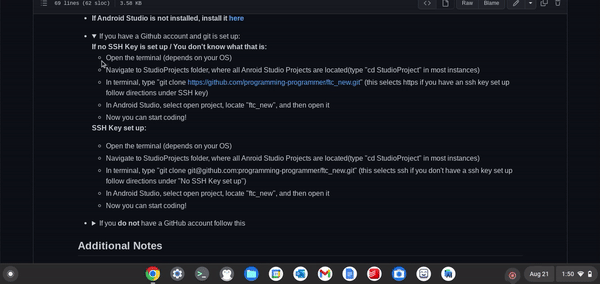 69 lines (62 sloc) 3.58 KB Raw Blame
If Android Studio is not installed, install it here
If you have a Github account and git is set up:
If no SSH Key is set up / You don't know what that is:
Open the terminal (depends on your OS)
Navigate to StudioProjects folder, where all Anroid Studio Projects are located(type "cd StudioProject" in most instances)
In terminal, type "git clone https://github.com/programming-programmer/ftc_new.git" (this selects https if you have an ssh key set up
follow directions under SSH key)
In Android Studio, select open project, locate "ftc_new", and then open it
Now you can start coding!
SSH Key set up:
Open the terminal (depends on your OS)
Navigate to StudioProjects folder, where all Anroid Studio Projects are located(type "cd StudioProject" in most instances)
In terminal, type "git clone git@github.com:programming-programmer/ftc_new.git" (this selects ssh if you don't have a ssh key set up
follow directions under "No SSH Key set up")
In Android Studio, select open project, locate "ftc_new", and then open it
Now you can start coding!
If you do not have a GitHub account follow this
Additional Notes
Aug 21 1:50